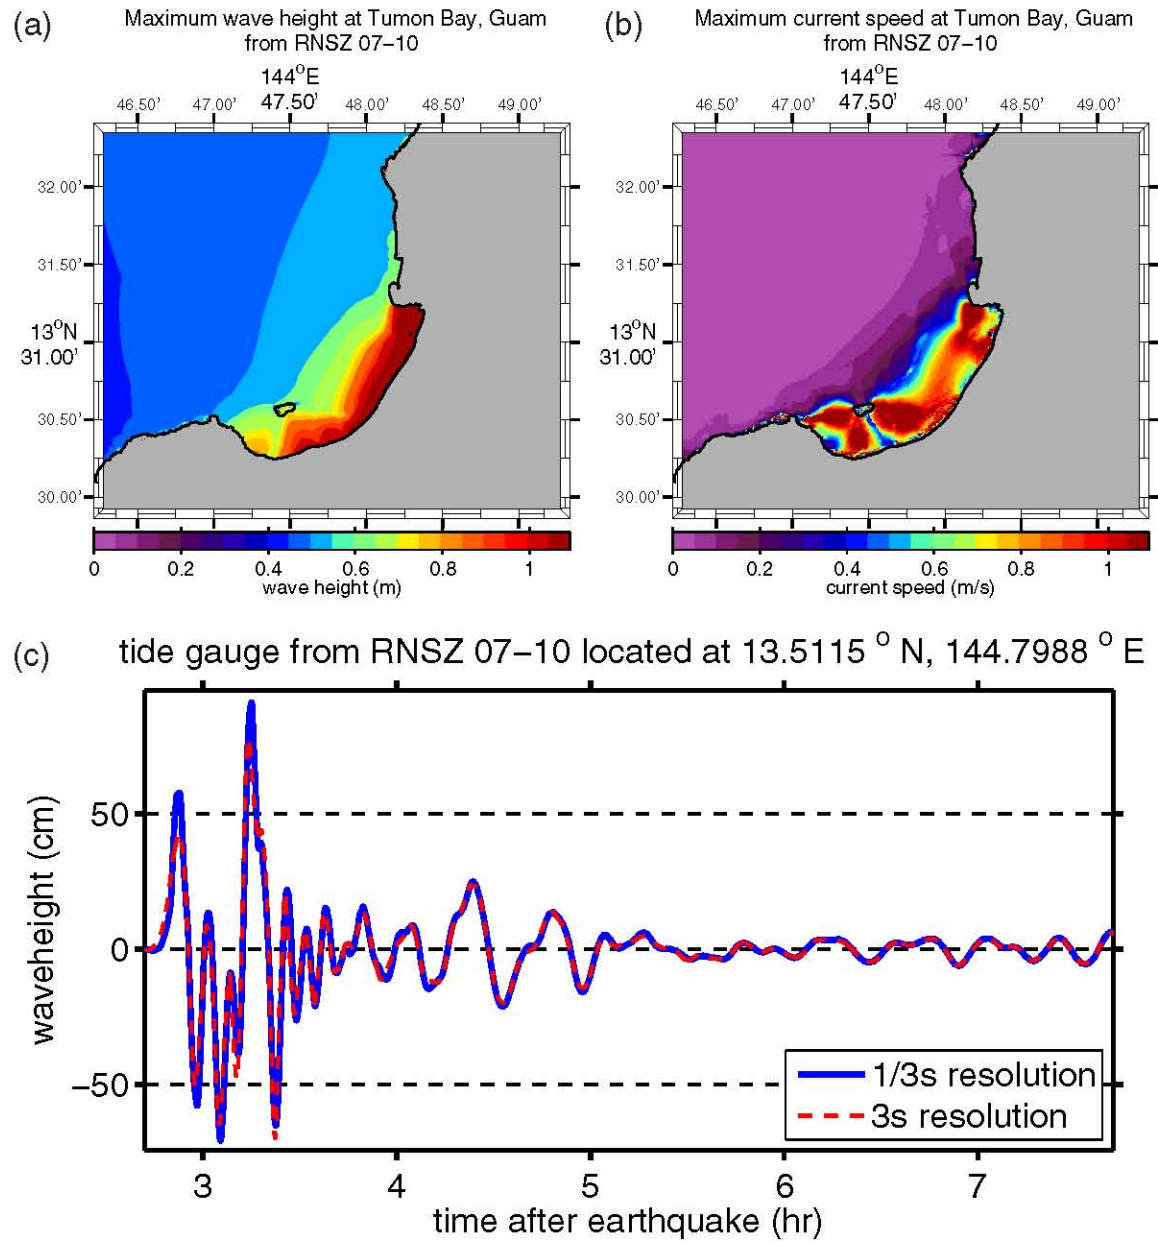 (a)
Maximum wave height at Tumon Bay, Guam
from RNSZ 07−10
144°E
46.50' 47.00' 47.50' 48.00' 48.50' 49.00'
32.00'
31.50'
13°N
31.00'
30.50'
30.00'
0 0.2 0.4 0.6 0.8 1
wave height (m)
(b)
Maximum current speed at Tumon Bay, Guam
from RNSZ 07−10
144°E
46.50' 47.00' 47.50' 48.00' 48.50' 49.00'
32.00'
31.50'
13°N
31.00'
30.50'
30.00'
0 0.2 0.4 0.6 0.8 1
current speed (m/s)
(c)
tide gauge from RNSZ 07−10 located at 13.5115 ° N, 144.7988 ° E
waveheight (cm)
50
0
−50
1/3s resolution
3s resolution
3 4 5 6 7
time after earthquake (hr)